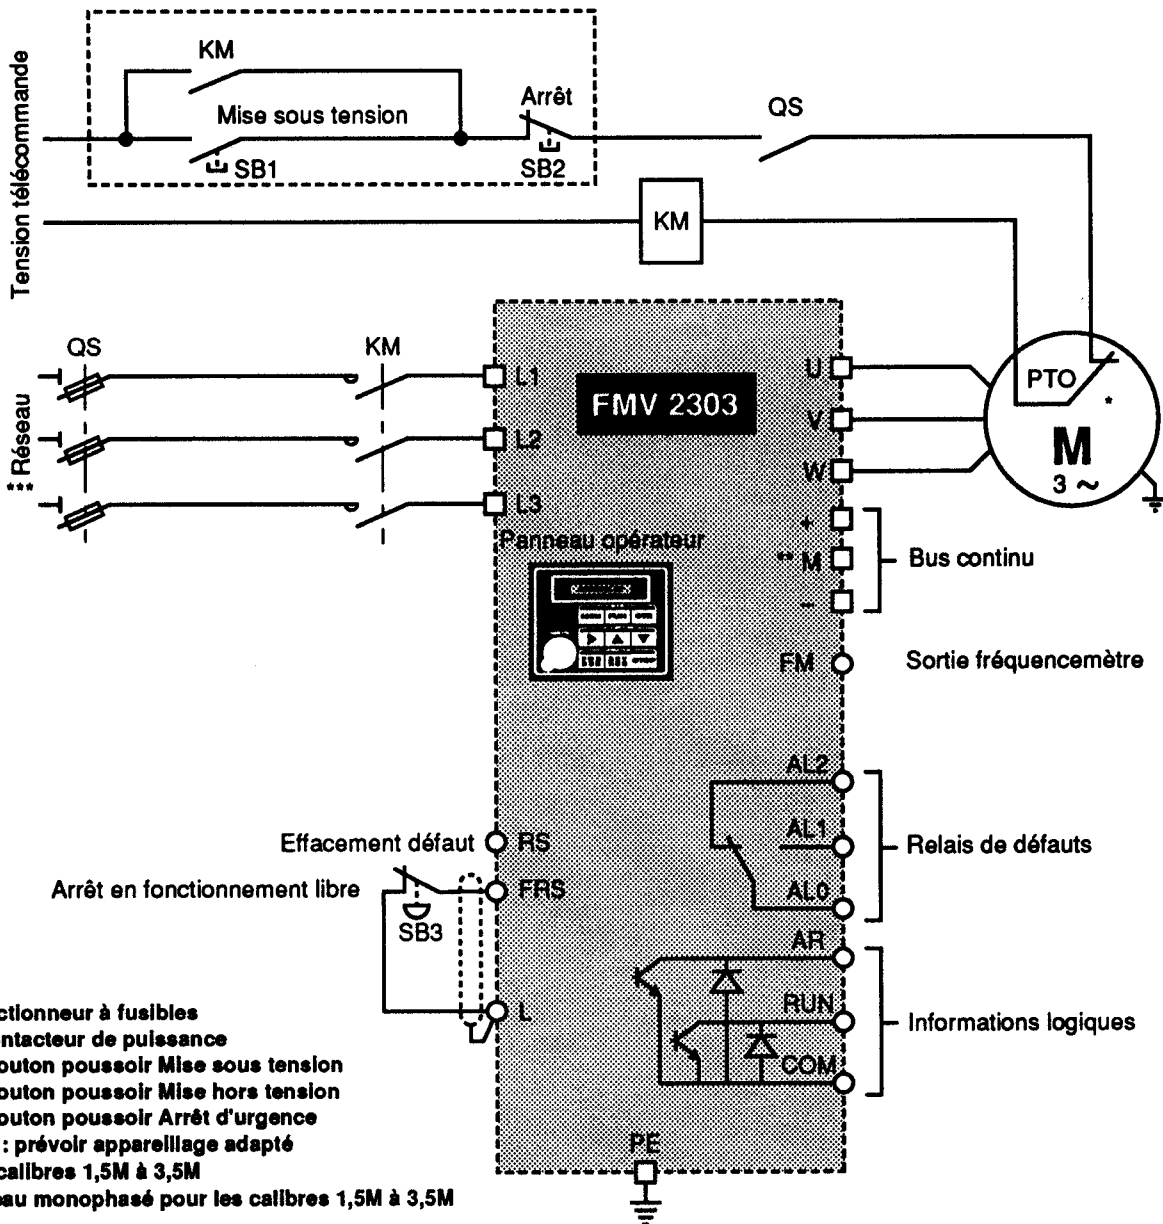 KM
Mise sous tension
Arrêt
QS
SB1
SB2
Tension télécommande
KM
QS
KM
*** Réseau
L1
L2
L3
FMV 2303
U
V
W
PTO
*
M
3 ~
+
** M
−
Bus continu
Panneau opérateur
FM
Sortie fréquencemètre
AL2
AL1
AL0
Relais de défauts
Effacement défaut
RS
Arrêt en fonctionnement libre
FRS
SB3
L
AR
RUN
COM
Informations logiques
PE
ctionneur à fusibles
ntacteur de puissance
outon poussoir Mise sous tension
outon poussoir Mise hors tension
outon poussoir Arrêt d'urgence
: prévoir appareillage adapté
calibres 1,5M à 3,5M
au monophasé pour les calibres 1,5M à 3,5M